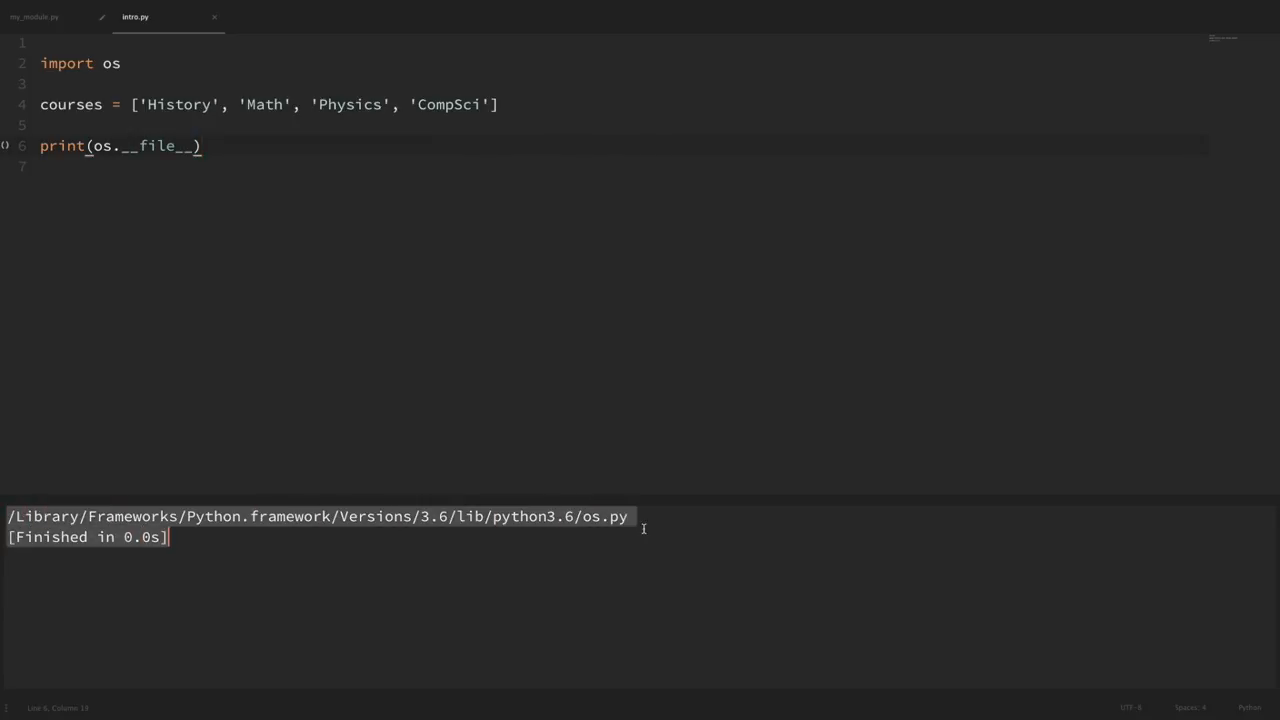 my_module.py intro.py ×
1
2 import os
3
4 courses = ['History', 'Math', 'Physics', 'CompSci']
5
() 6 print(os.__file__)
7
/Library/Frameworks/Python.framework/Versions/3.6/lib/python3.6/os.py
[Finished in 0.0s]
Line 6, Column 13 UTF-8 Spaces: 4 Python